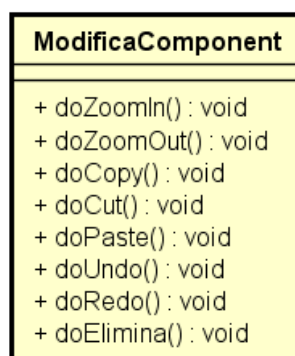 ModificaComponent
+ doZoomIn() : void
+ doZoomOut() : void
+ doCopy() : void
+ doCut() : void
+ doPaste() : void
+ doUndo() : void
+ doRedo() : void
+ doElimina() : void